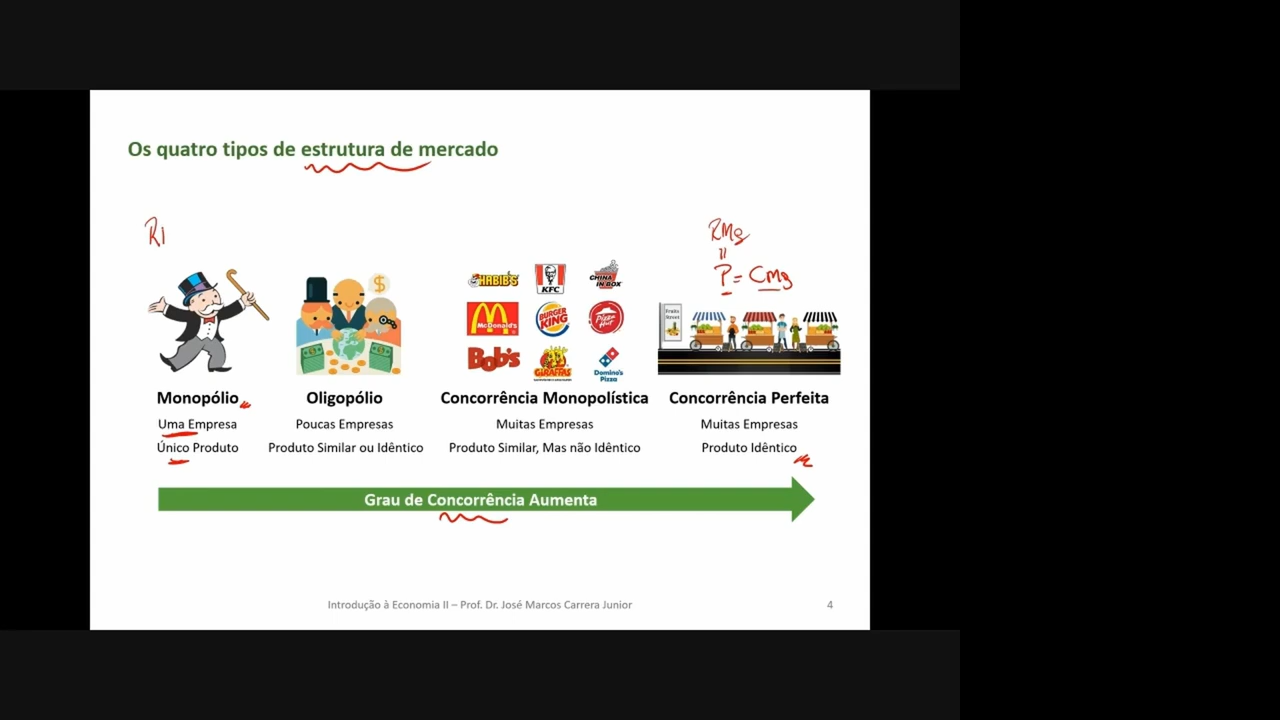 Os quatro tipos de estrutura de mercado
RMg
=
P = CMg
HABIB'S
KFC
CHINA IN BOX
McDonald's
BURGER KING
Pizza Hut
Bob's
GIRAFFAS
Domino's Pizza
Fruits Street
$
Monopólio
Uma Empresa
Único Produto
Oligopólio
Poucas Empresas
Produto Similar ou Idêntico
Concorrência Monopolística
Muitas Empresas
Produto Similar, Mas não Idêntico
Concorrência Perfeita
Muitas Empresas
Produto Idêntico
Grau de Concorrência Aumenta
Introdução à Economia II – Prof. Dr. José Marcos Carrera Junior
4